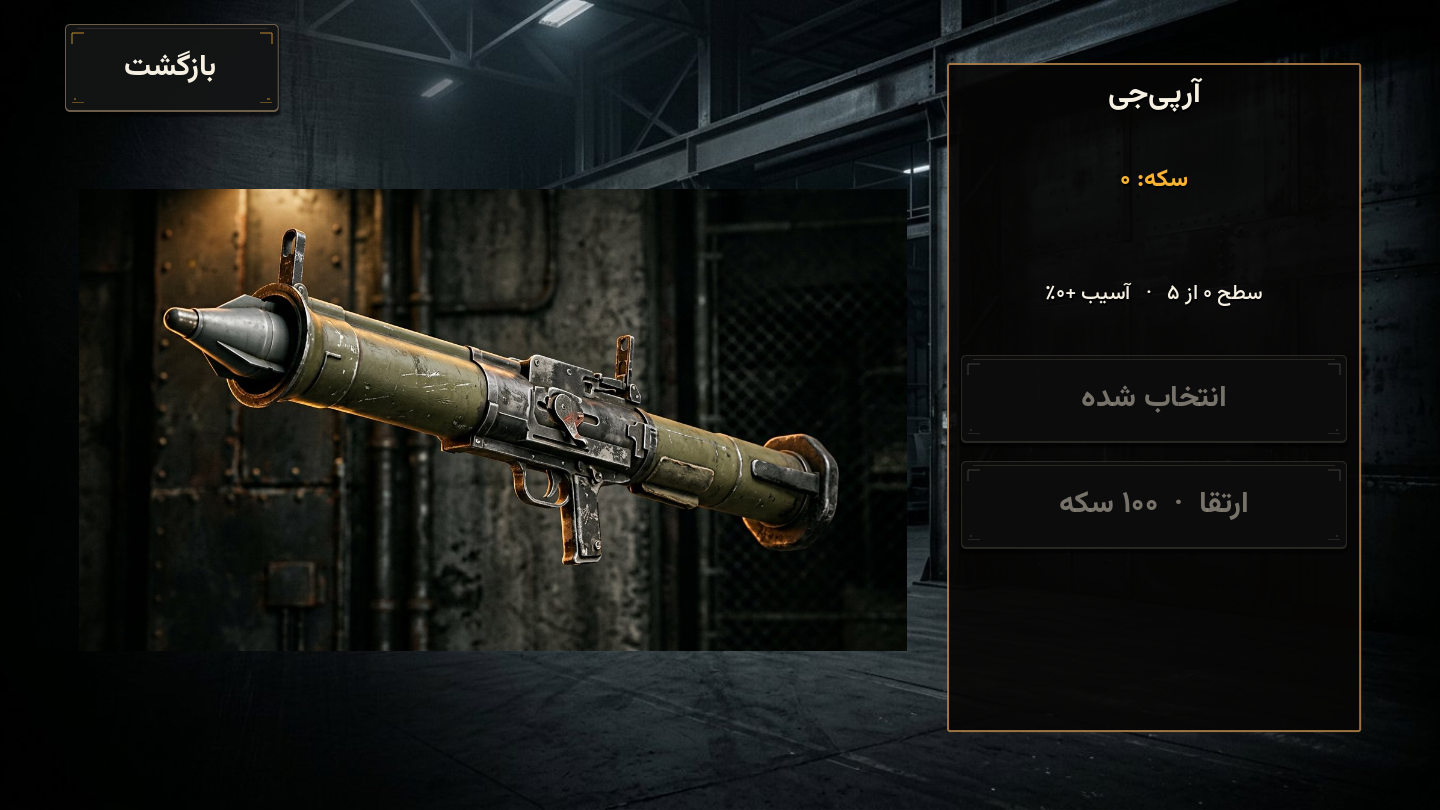 بازگشت
آرپی‌جی
سکه: ۰
سطح ۰ از ۵ · آسیب +۰٪
انتخاب شده
ارتقا · ۱۰۰ سکه